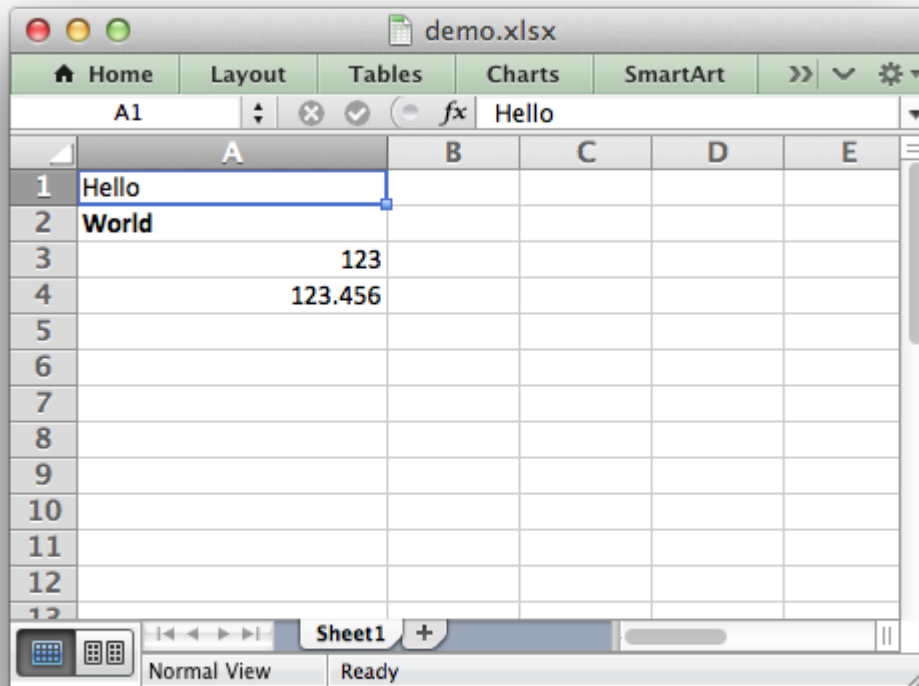 demo.xlsx
Home Layout Tables Charts SmartArt
A1 fx Hello
A B C D E
1 Hello
2 World
3 123
4 123.456
5
6
7
8
9
10
11
12
13
Sheet1
Normal View Ready